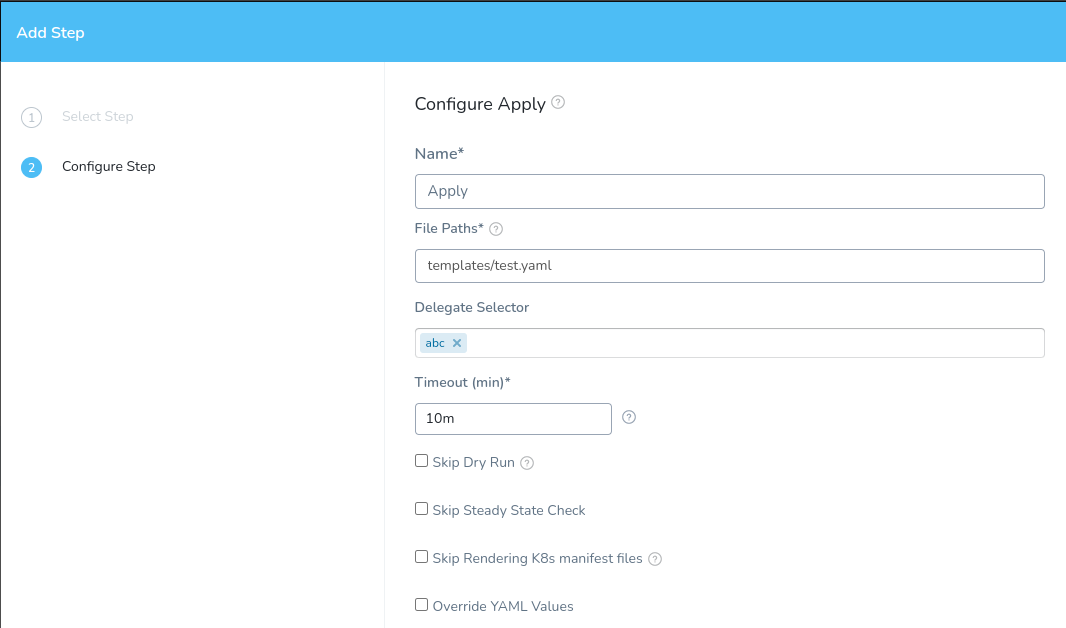 Add Step
1 Select Step
2 Configure Step
Configure Apply ?
Name*
Apply
File Paths* ?
templates/test.yaml
Delegate Selector
abc ×
Timeout (min)*
10m ?
Skip Dry Run ?
Skip Steady State Check
Skip Rendering K8s manifest files ?
Override YAML Values